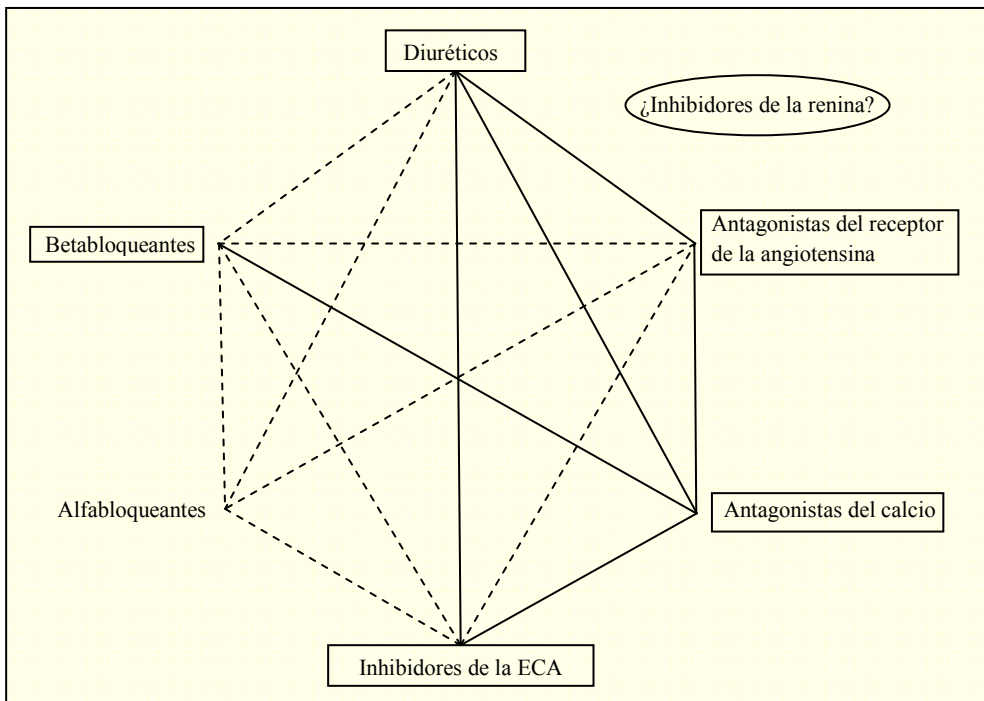 Diuréticos
¿Inhibidores de la renina?
Betabloqueantes
Antagonistas del receptor
de la angiotensina
Alfabloqueantes
Antagonistas del calcio
Inhibidores de la ECA